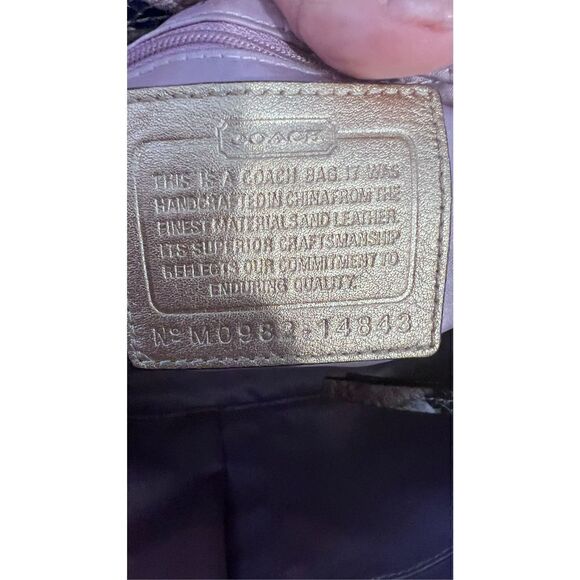 COACH
THIS IS A COACH BAG. IT WAS
HANDCRAFTED IN CHINA FROM THE
FINEST MATERIALS AND LEATHER.
ITS SUPERIOR CRAFTSMANSHIP
REFLECTS OUR COMMITMENT TO
ENDURING QUALITY.
No M0982-14843